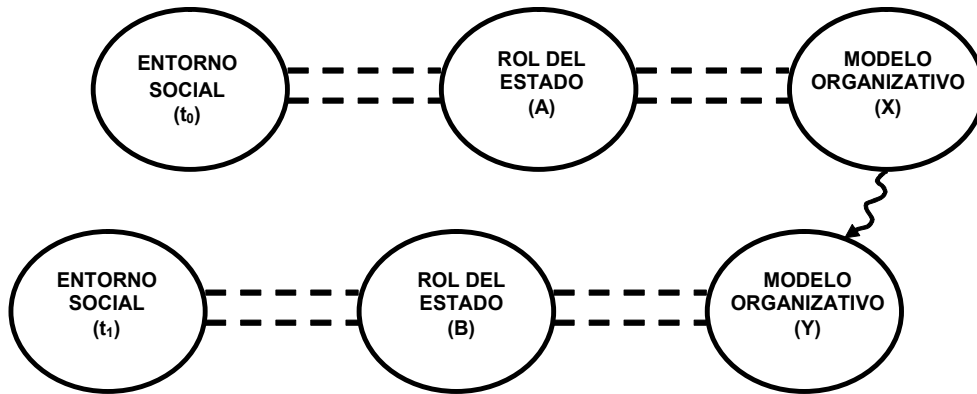 ENTORNO
SOCIAL
(t₀)
ROL DEL
ESTADO
(A)
MODELO
ORGANIZATIVO
(X)
ENTORNO
SOCIAL
(t₁)
ROL DEL
ESTADO
(B)
MODELO
ORGANIZATIVO
(Y)